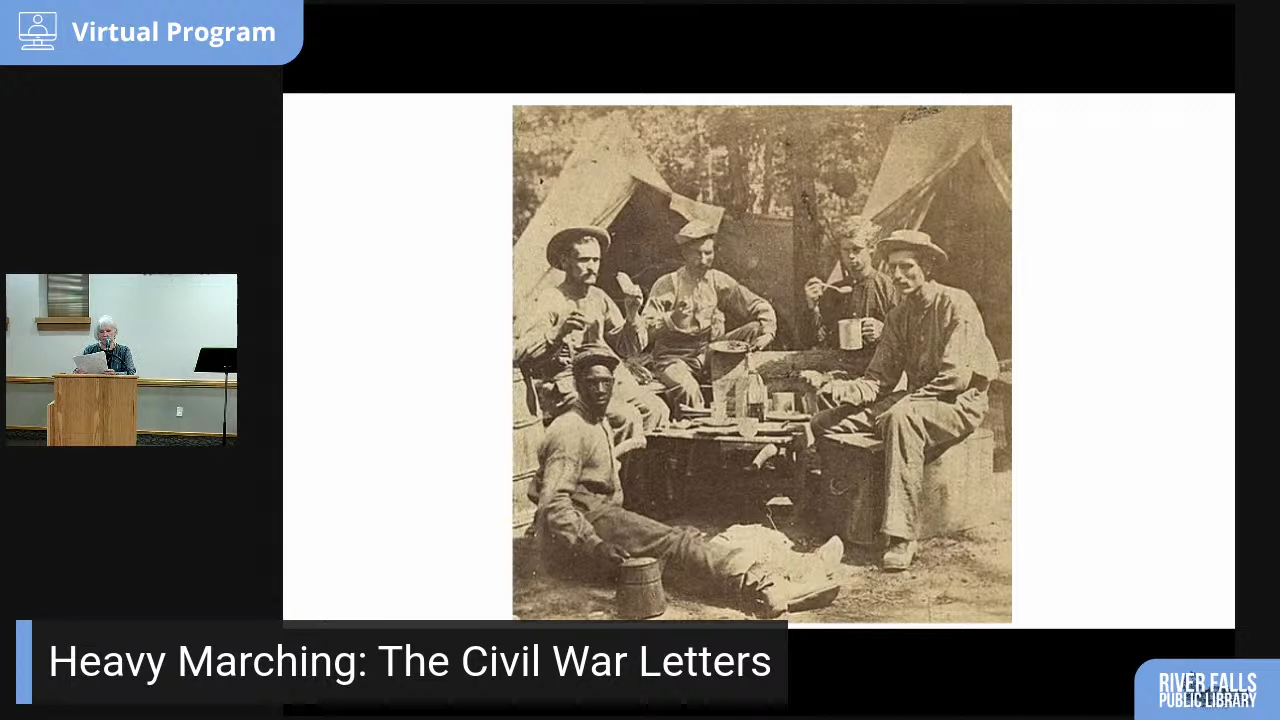 Virtual Program
Heavy Marching: The Civil War Letters
RIVER FALLS
PUBLIC LIBRARY